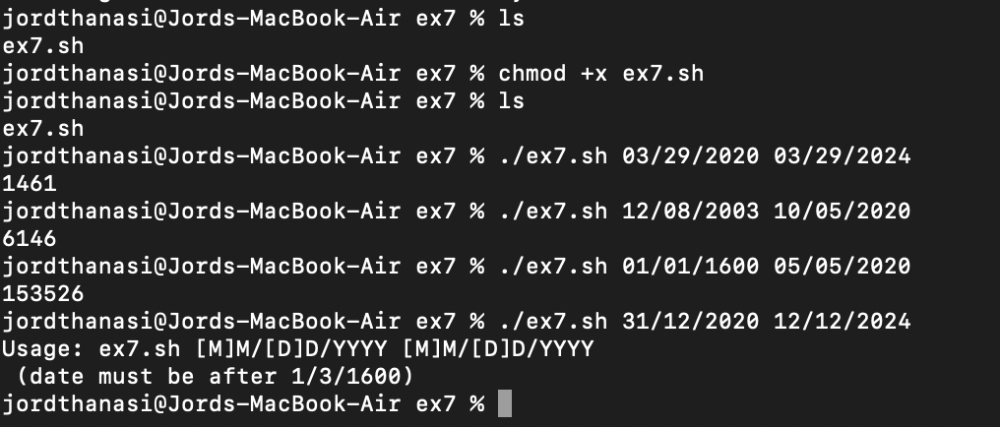 jordthanasi@Jords-MacBook-Air ex7 % ls
ex7.sh
jordthanasi@Jords-MacBook-Air ex7 % chmod +x ex7.sh
jordthanasi@Jords-MacBook-Air ex7 % ls
ex7.sh
jordthanasi@Jords-MacBook-Air ex7 % ./ex7.sh 03/29/2020 03/29/2024
1461
jordthanasi@Jords-MacBook-Air ex7 % ./ex7.sh 12/08/2003 10/05/2020
6146
jordthanasi@Jords-MacBook-Air ex7 % ./ex7.sh 01/01/1600 05/05/2020
153526
jordthanasi@Jords-MacBook-Air ex7 % ./ex7.sh 31/12/2020 12/12/2024
Usage: ex7.sh [M]M/[D]D/YYYY [M]M/[D]D/YYYY
 (date must be after 1/3/1600)
jordthanasi@Jords-MacBook-Air ex7 %